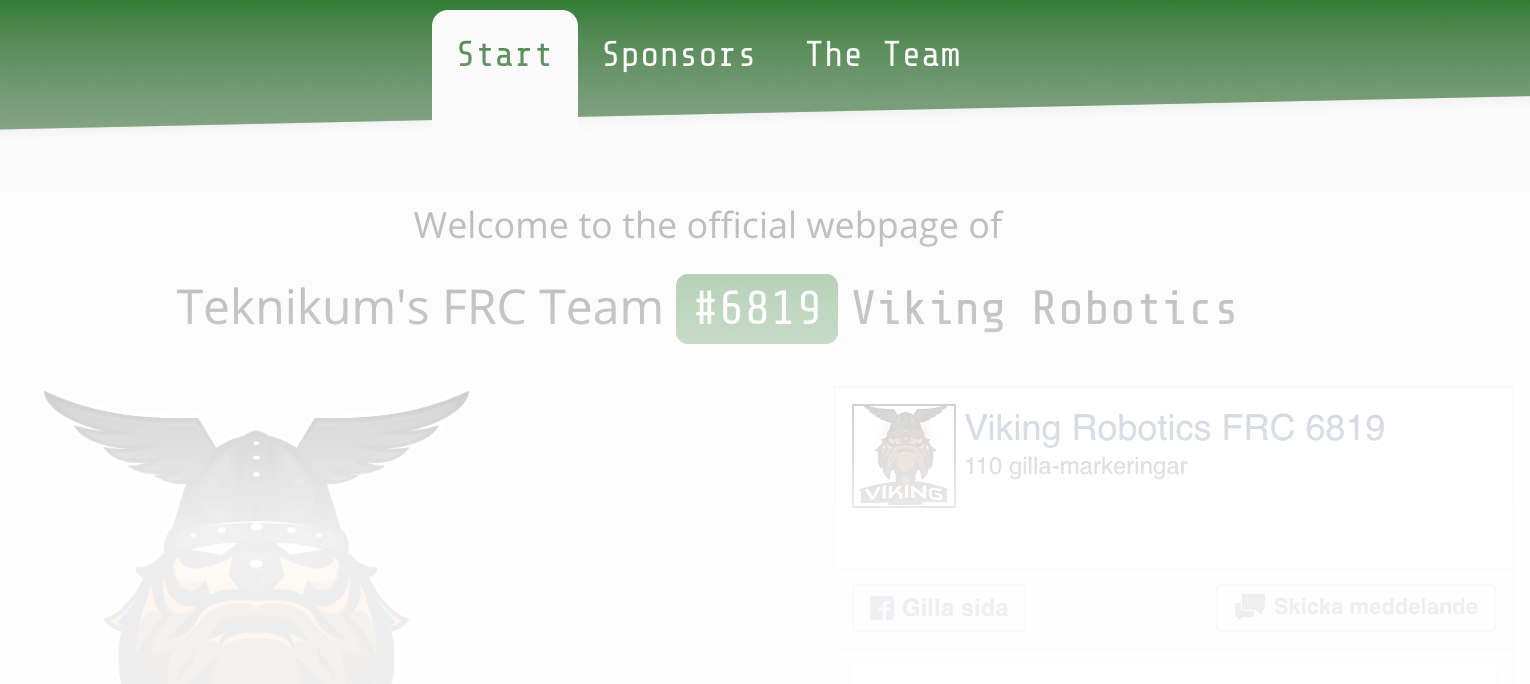 Start Sponsors The Team
Welcome to the official webpage of
Teknikum's FRC Team #6819 Viking Robotics
Viking Robotics FRC 6819
110 gilla-markeringar
VIKING
Gilla sida Skicka meddelande